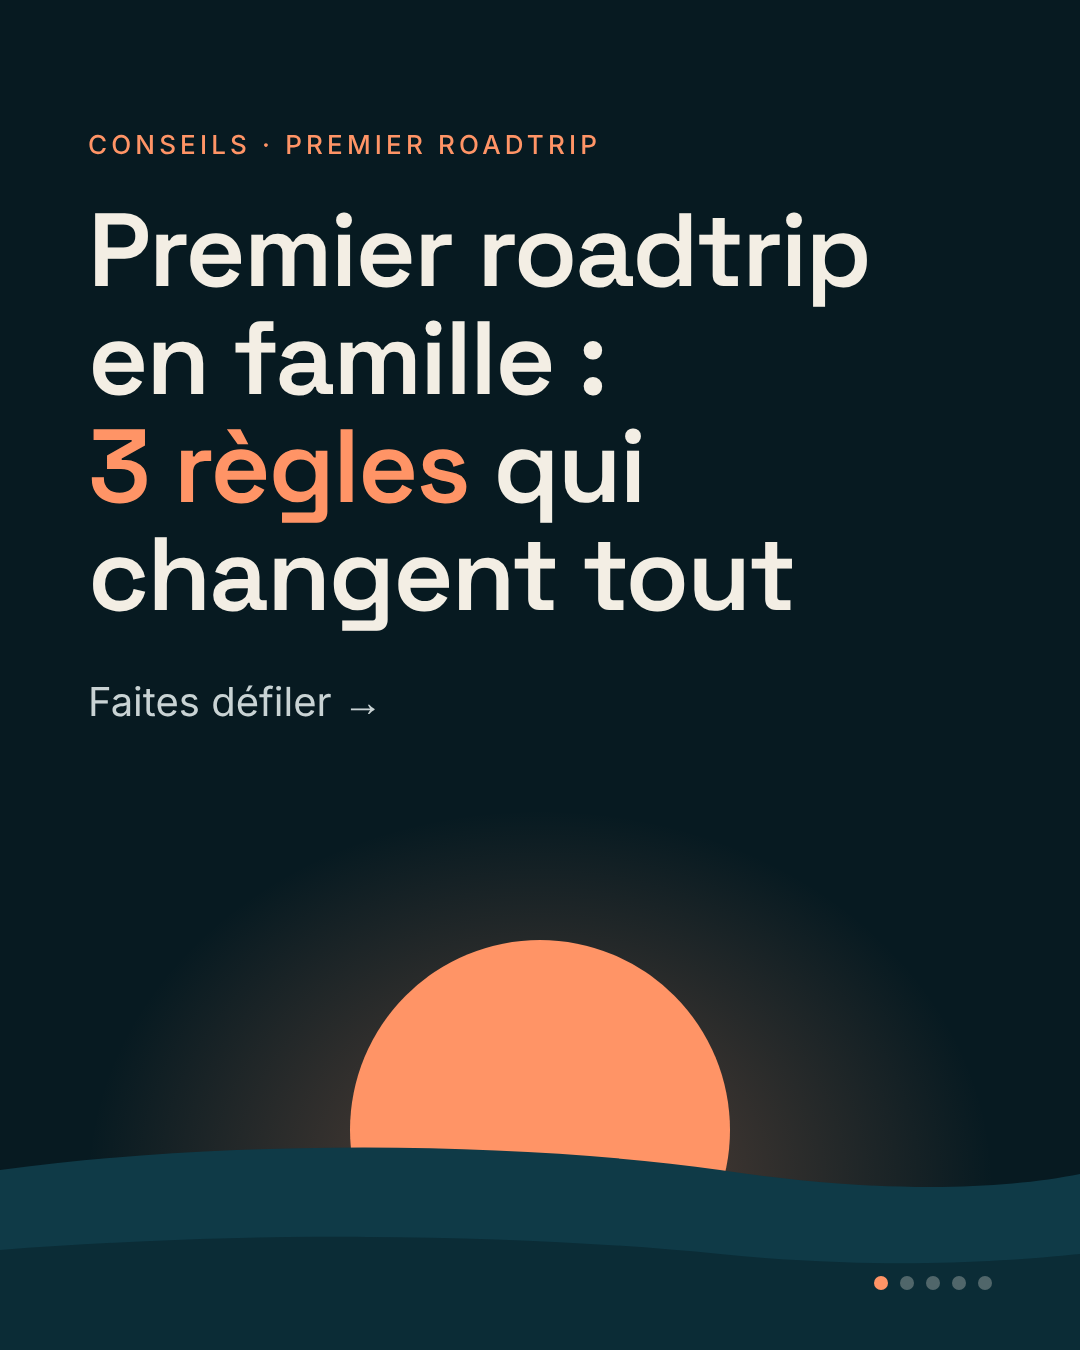 CONSEILS · PREMIER ROADTRIP
Premier roadtrip
en famille :
3 règles qui
changent tout
Faites défiler →